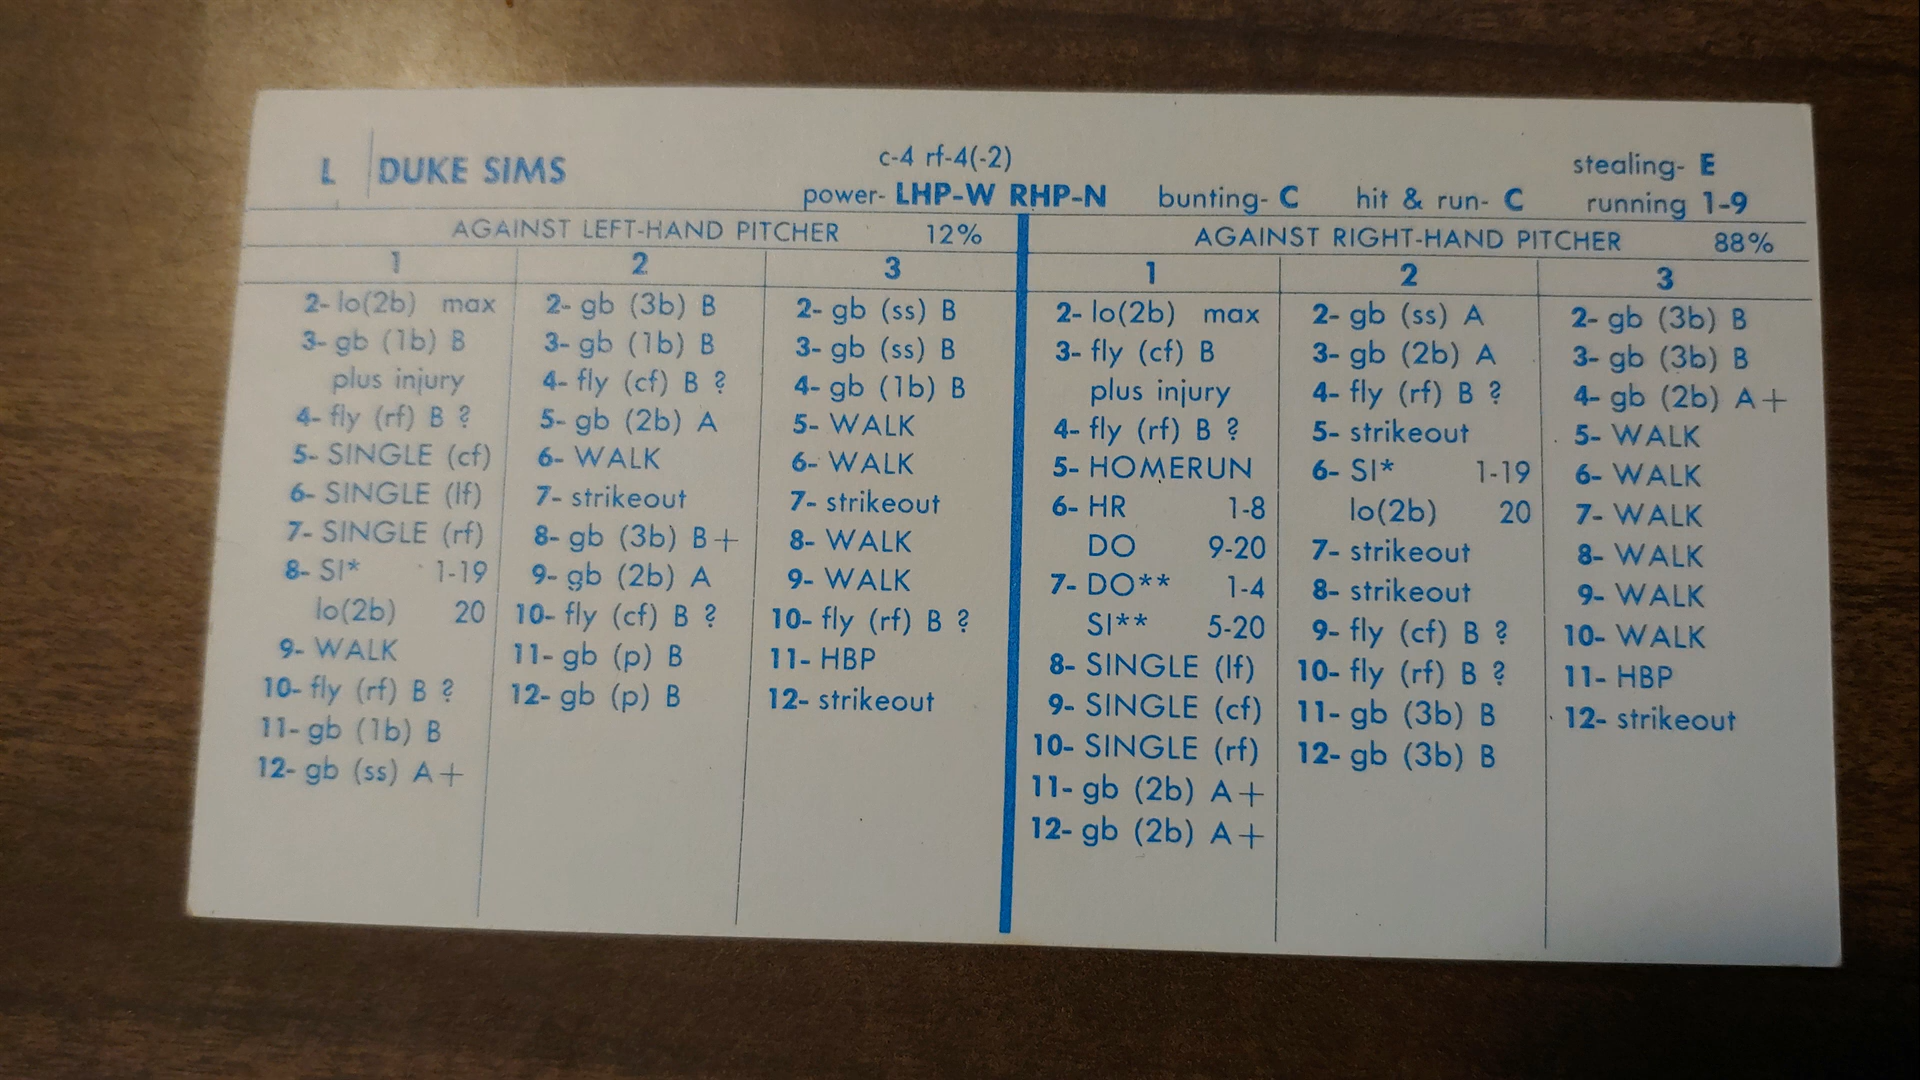 L DUKE SIMS
c-4 rf-4(-2)
stealing- E
power- LHP-W RHP-N bunting- C hit & run- C running 1-9
AGAINST LEFT-HAND PITCHER 12%
1 2 3
2- lo(2b) max
3- gb (1b) B
plus injury
4- fly (rf) B ?
5- SINGLE (cf)
6- SINGLE (lf)
7- SINGLE (rf)
8- SI* 1-19
lo(2b) 20
9- WALK
10- fly (rf) B ?
11- gb (1b) B
12- gb (ss) A+
2- gb (3b) B
3- gb (1b) B
4- fly (cf) B ?
5- gb (2b) A
6- WALK
7- strikeout
8- gb (3b) B+
9- gb (2b) A
10- fly (cf) B ?
11- gb (p) B
12- gb (p) B
2- gb (ss) B
3- gb (ss) B
4- gb (1b) B
5- WALK
6- WALK
7- strikeout
8- WALK
9- WALK
10- fly (rf) B ?
11- HBP
12- strikeout
AGAINST RIGHT-HAND PITCHER 88%
1 2 3
2- lo(2b) max
3- fly (cf) B
plus injury
4- fly (rf) B ?
5- HOMERUN
6- HR 1-8
DO 9-20
7- DO** 1-4
SI** 5-20
8- SINGLE (lf)
9- SINGLE (cf)
10- SINGLE (rf)
11- gb (2b) A+
12- gb (2b) A+
2- gb (ss) A
3- gb (2b) A
4- fly (rf) B ?
5- strikeout
6- SI* 1-19
lo(2b) 20
7- strikeout
8- strikeout
9- fly (cf) B ?
10- fly (rf) B ?
11- gb (3b) B
12- gb (3b) B
2- gb (3b) B
3- gb (3b) B
4- gb (2b) A+
5- WALK
6- WALK
7- WALK
8- WALK
9- WALK
10- WALK
11- HBP
12- strikeout